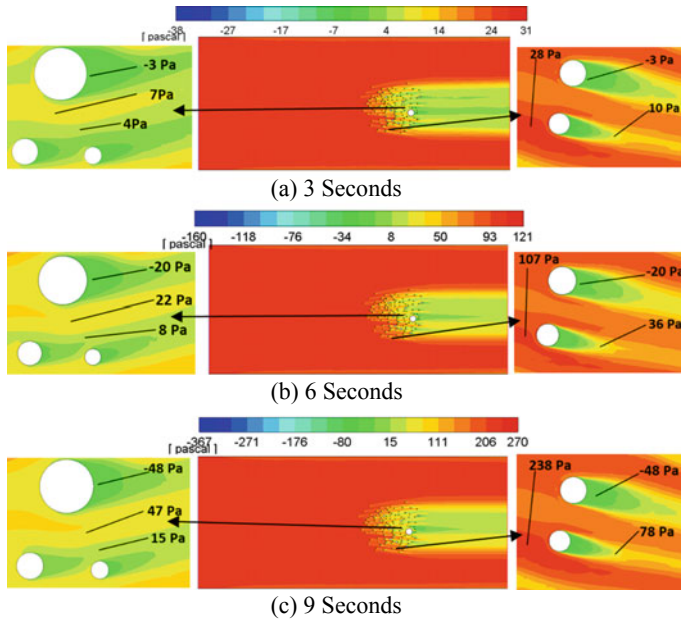 -38 -27 -17 -7 4 14 24 31
[ pascal ]
-3 Pa
7Pa
4Pa
28 Pa
-3 Pa
10 Pa
(a) 3 Seconds
-160 -118 -76 -34 8 50 93 121
[ pascal ]
-20 Pa
22 Pa
8 Pa
107 Pa
-20 Pa
36 Pa
(b) 6 Seconds
-367 -271 -176 -80 15 111 206 270
[ pascal ]
-48 Pa
47 Pa
15 Pa
238 Pa
-48 Pa
78 Pa
(c) 9 Seconds